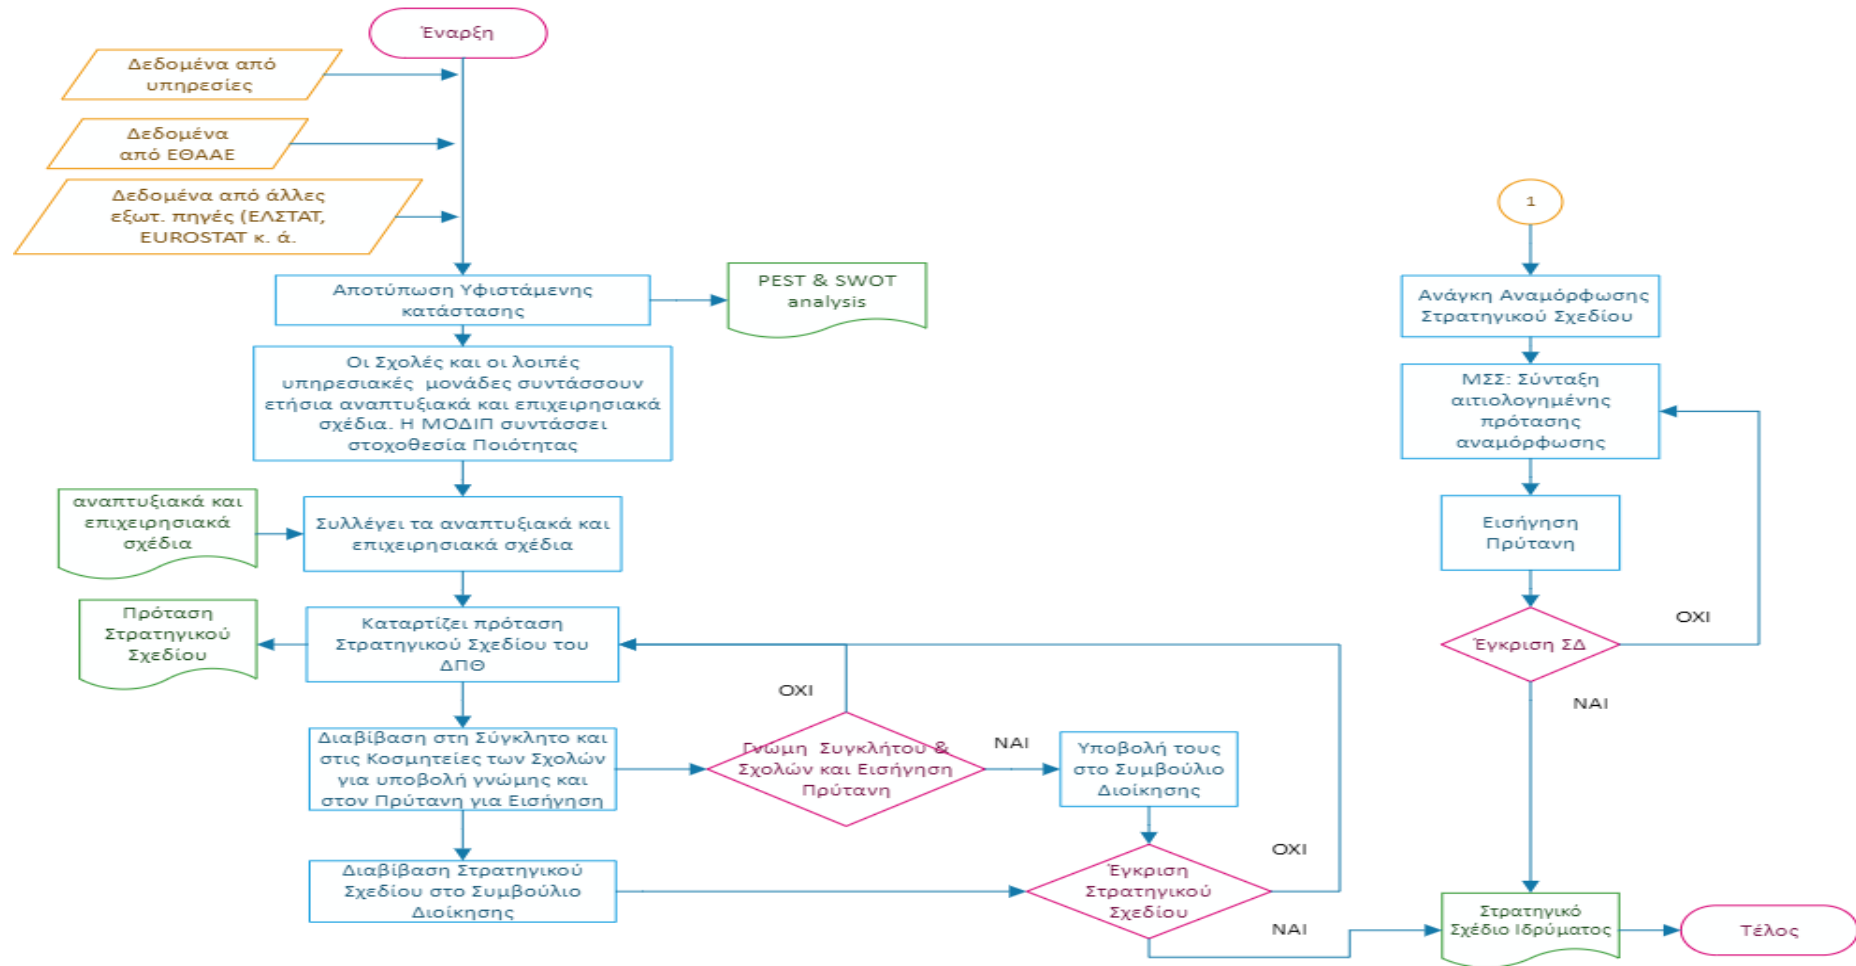 Έναρξη
Δεδομένα από
υπηρεσίες
Δεδομένα
από ΕΘΑΑΕ
Δεδομένα από άλλες
εξωτ. πηγές (ΕΛΣΤΑΤ,
EUROSTAT κ. ά.
Αποτύπωση Υφιστάμενης
κατάστασης
PEST & SWOT
analysis
Οι Σχολές και οι λοιπές
υπηρεσιακές μονάδες συντάσσουν
ετήσια αναπτυξιακά και επιχειρησιακά
σχέδια. Η ΜΟΔΙΠ συντάσσει
στοχοθεσία Ποιότητας
αναπτυξιακά και
επιχειρησιακά
σχέδια
Συλλέγει τα αναπτυξιακά και
επιχειρησιακά σχέδια
Πρόταση
Στρατηγικού
Σχεδίου
Καταρτίζει πρόταση
Στρατηγικού Σχεδίου του
ΔΠΘ
ΟΧΙ
Διαβίβαση στη Σύγκλητο και
στις Κοσμητείες των Σχολών
για υποβολή γνώμης και
στον Πρύτανη για Εισήγηση
Γνωμη Συγκλήτου &
Σχολών και Εισήγηση
Πρύτανη
ΝΑΙ
Υποβολή τους
στο Συμβούλιο
Διοίκησης
Διαβίβαση Στρατηγικού
Σχεδίου στο Συμβούλιο
Διοίκησης
Έγκριση
Στρατηγικού
Σχεδίου
ΟΧΙ
ΝΑΙ
1
Ανάγκη Αναμόρφωσης
Στρατηγικού Σχεδίου
ΜΣΣ: Σύνταξη
αιτιολογημένης
πρότασης
αναμόρφωσης
Εισήγηση
Πρύτανη
Έγκριση ΣΔ
ΟΧΙ
ΝΑΙ
Στρατηγικό
Σχέδιο Ιδρύματος
Τέλος